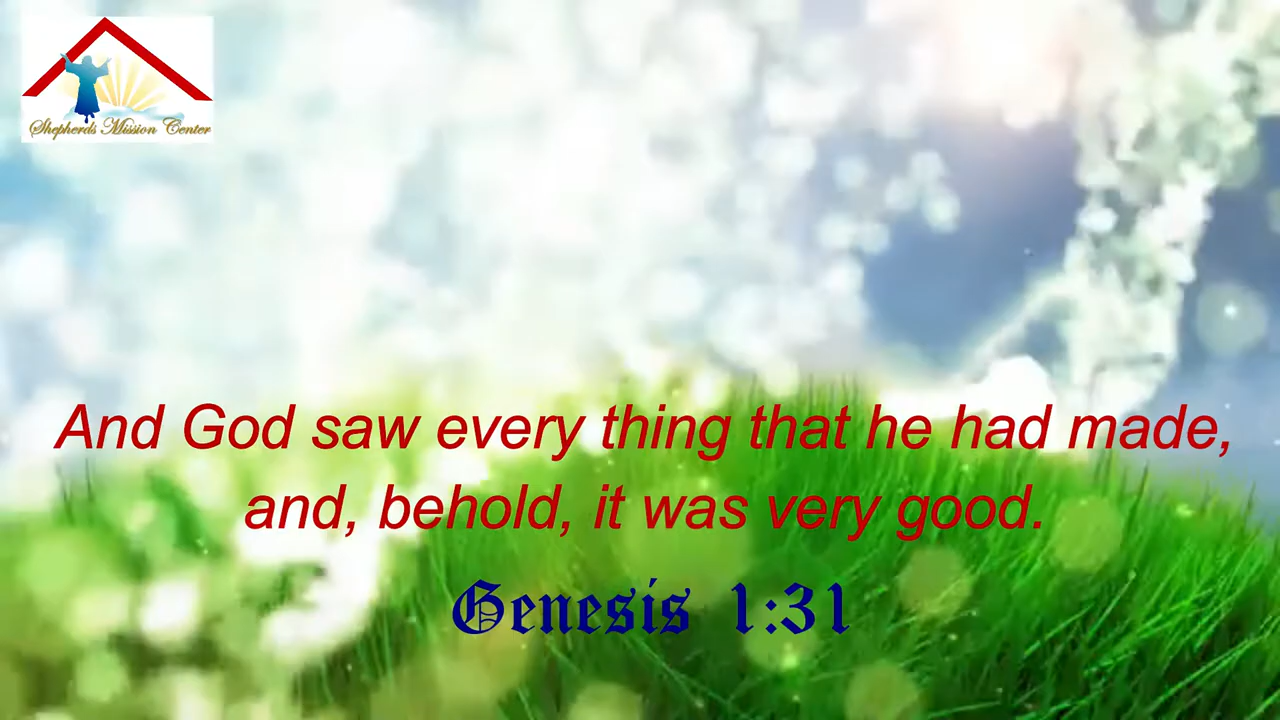 Shepherds Mission Center
And God saw every thing that he had made,
and, behold, it was very good.
Genesis 1:31